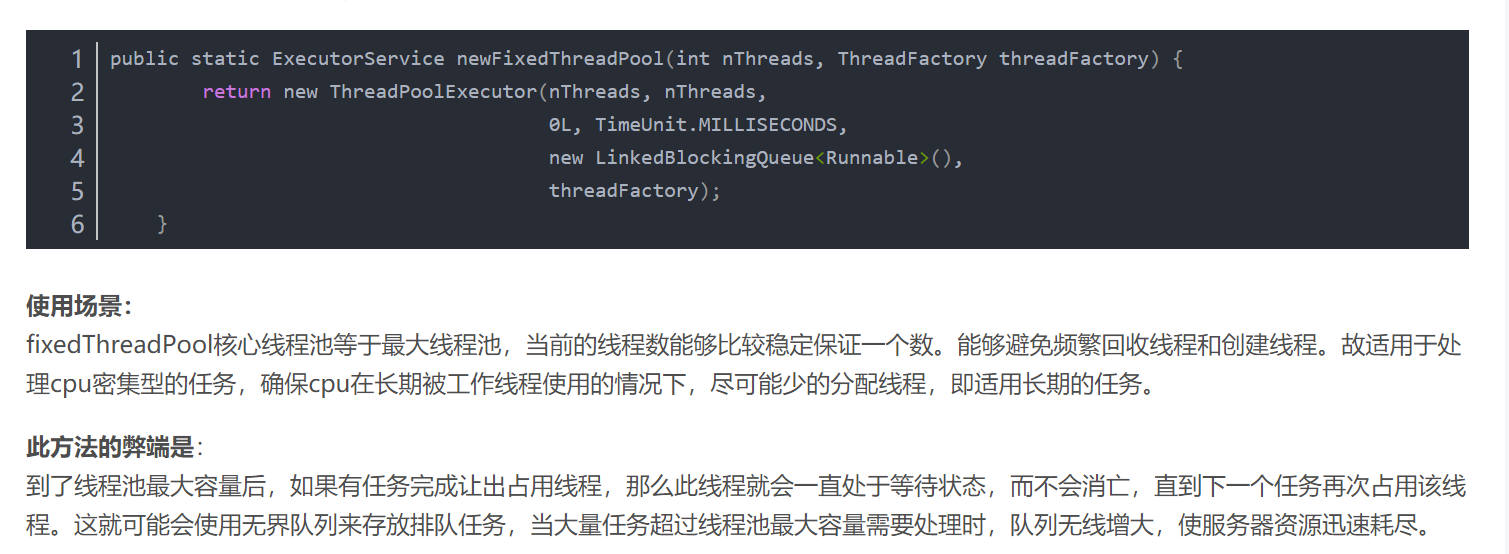 1 public static ExecutorService newFixedThreadPool(int nThreads, ThreadFactory threadFactory) {
2         return new ThreadPoolExecutor(nThreads, nThreads,
3                                       0L, TimeUnit.MILLISECONDS,
4                                       new LinkedBlockingQueue<Runnable>(),
5                                       threadFactory);
6     }
使用场景：
fixedThreadPool核心线程池等于最大线程池，当前的线程数能够比较稳定保证一个数。能够避免频繁回收线程和创建线程。故适用于处
理cpu密集型的任务，确保cpu在长期被工作线程使用的情况下，尽可能少的分配线程，即适用长期的任务。
此方法的弊端是：
到了线程池最大容量后，如果有任务完成让出占用线程，那么此线程就会一直处于等待状态，而不会消亡，直到下一个任务再次占用该线
程。这就可能会使用无界队列来存放排队任务，当大量任务超过线程池最大容量需要处理时，队列无线增大，使服务器资源迅速耗尽。